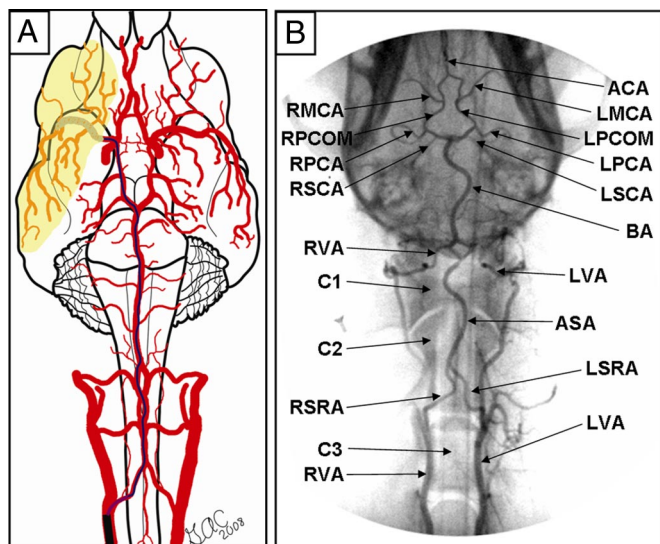 A
B
ACA
RMCA
LMCA
RPCOM
LPCOM
RPCA
LPCA
RSCA
LSCA
BA
RVA
LVA
C1
ASA
C2
LSRA
RSRA
LVA
C3
RVA
GAC
2008